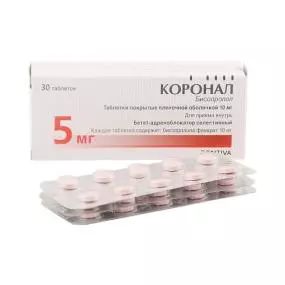 30 таблеток
КОРОНАЛ
Бисопролол
Таблетки покрытые пленочной оболочкой 10 мг
Для приема внутрь
Бета1-адреноблокатор селективный
Каждая таблетка содержит: бисопролола фумарат 10 мг
5 мг